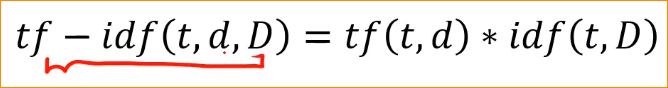 tf − idf(t, d, D) = tf(t, d) * idf(t, D)